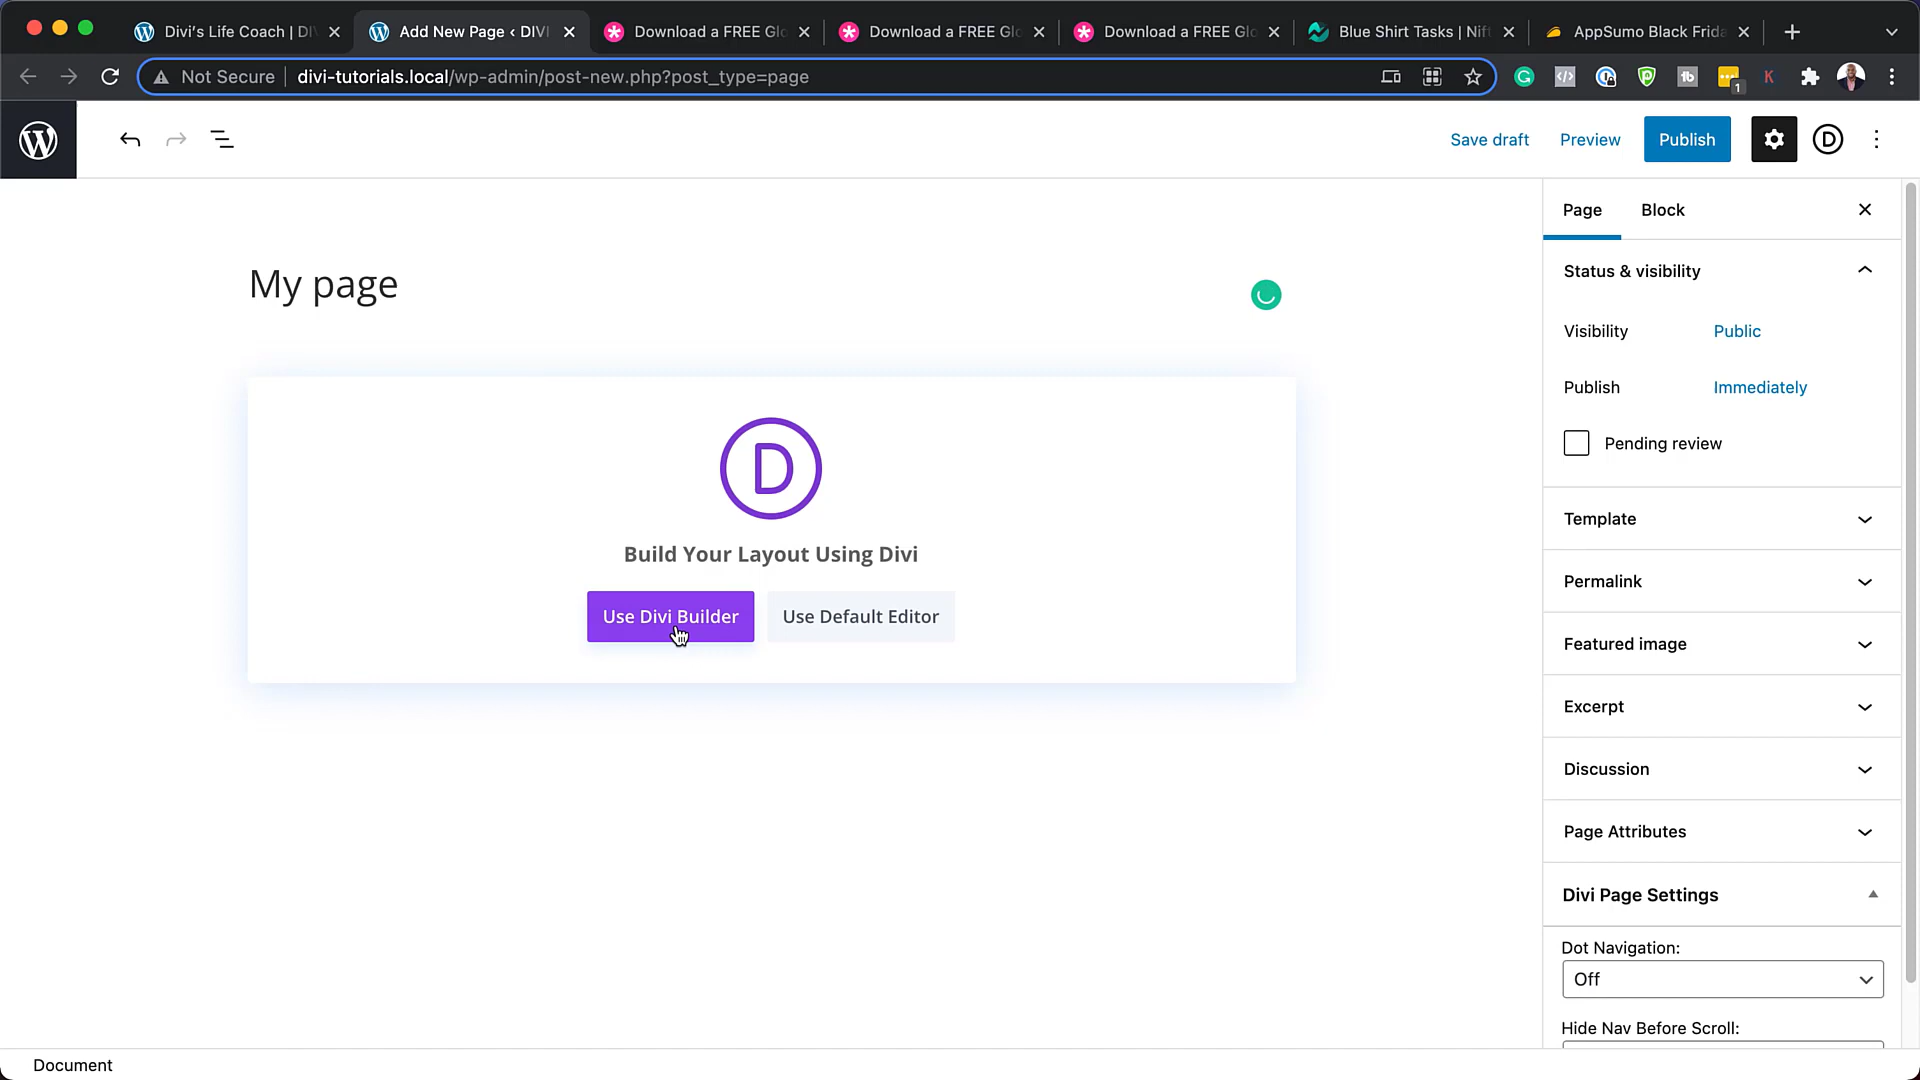 Divi's Life Coach | DI
Add New Page ‹ DIVI
Download a FREE Glo
Download a FREE Glo
Download a FREE Glo
Blue Shirt Tasks | Nift
AppSumo Black Frida
Not Secure
divi-tutorials.local/wp-admin/post-new.php?post_type=page
1
Save draft
Preview
Publish
Page
Block
My page
Status & visibility
Visibility
Public
Publish
Immediately
Pending review
Build Your Layout Using Divi
Use Divi Builder
Use Default Editor
Template
Permalink
Featured image
Excerpt
Discussion
Page Attributes
Divi Page Settings
Dot Navigation:
Off
Hide Nav Before Scroll:
Document